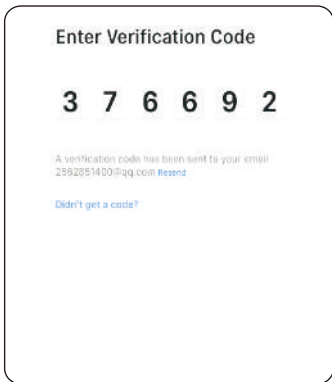 Enter Verification Code
3 7 6 6 9 2
A verification code has been sent to your email
2562851400@qq.com Resend
Didn't get a code?